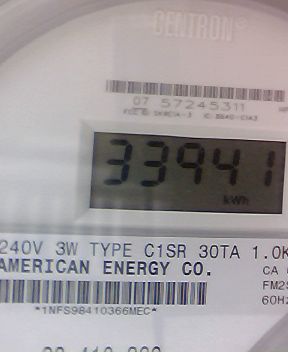 CENTRON®
07 57245311
33941
kWh
240V 3W TYPE C1SR 30TA 1.0K
AMERICAN ENERGY CO.
CA
FM2S
60Hz
*1NFS98410366MEC*